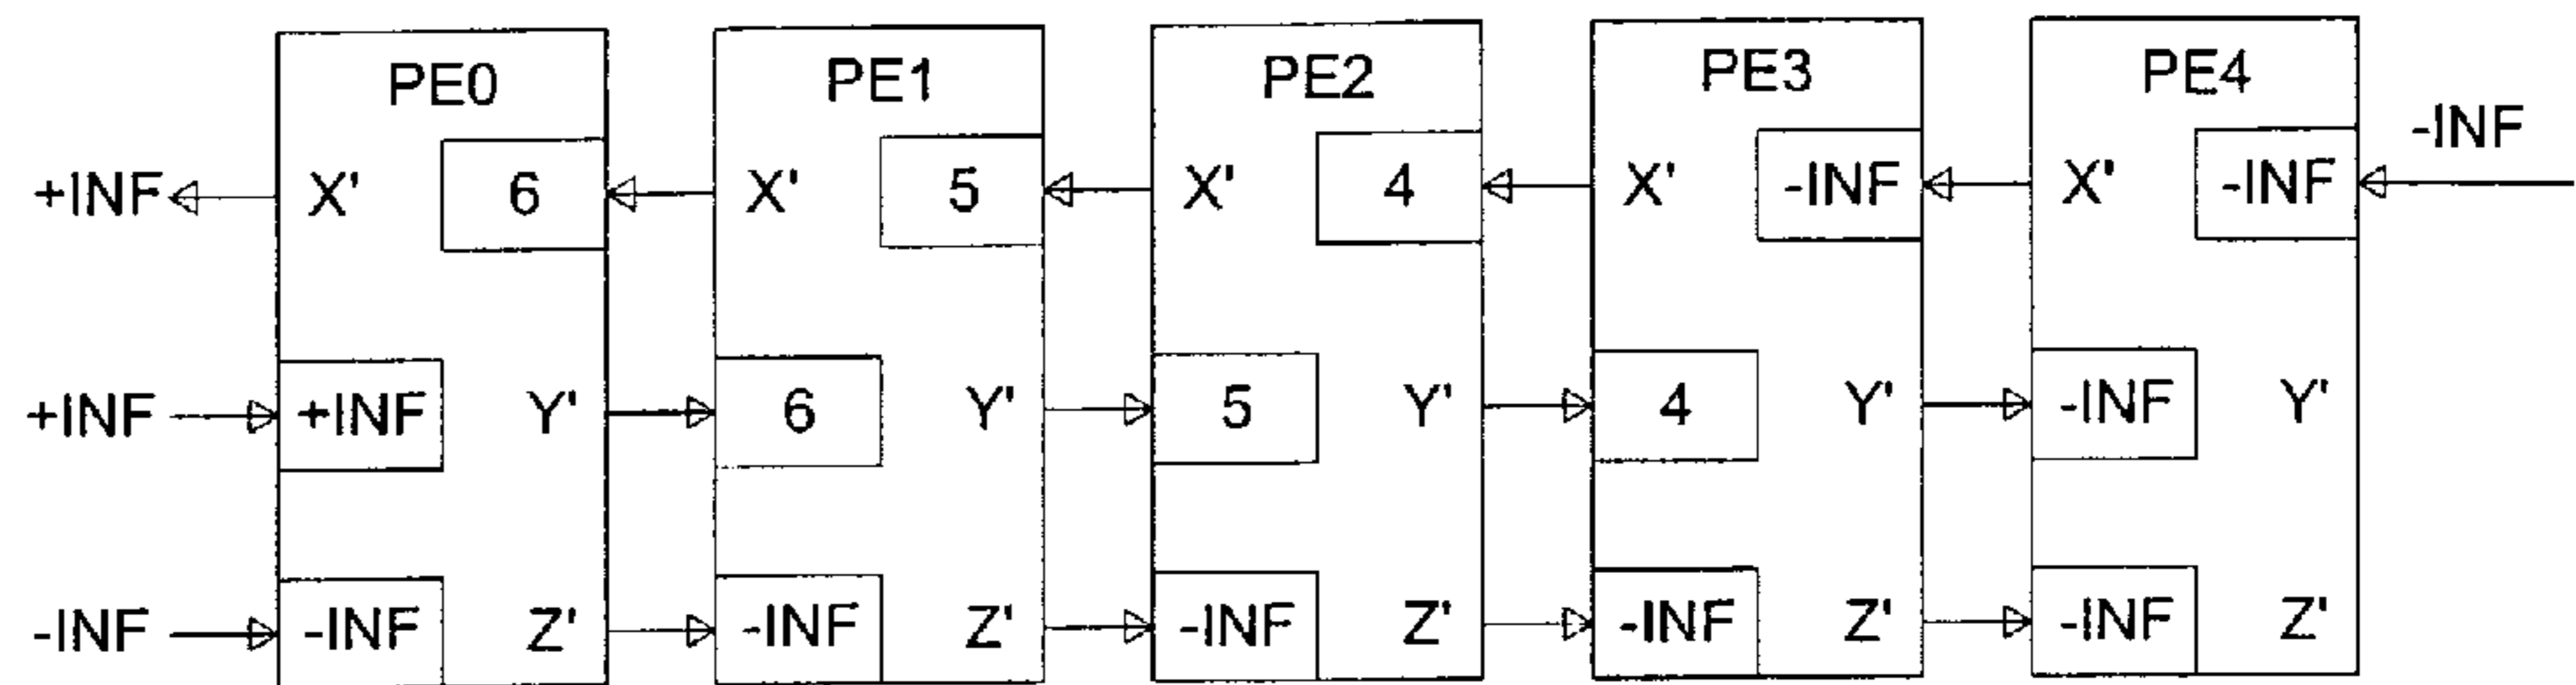 PE0 PE1 PE2 PE3 PE4
+INF X' 6 X' 5 X' 4 X' -INF X' -INF -INF
+INF +INF Y' 6 Y' 5 Y' 4 Y' -INF Y'
-INF -INF Z' -INF Z' -INF Z' -INF Z' -INF Z'